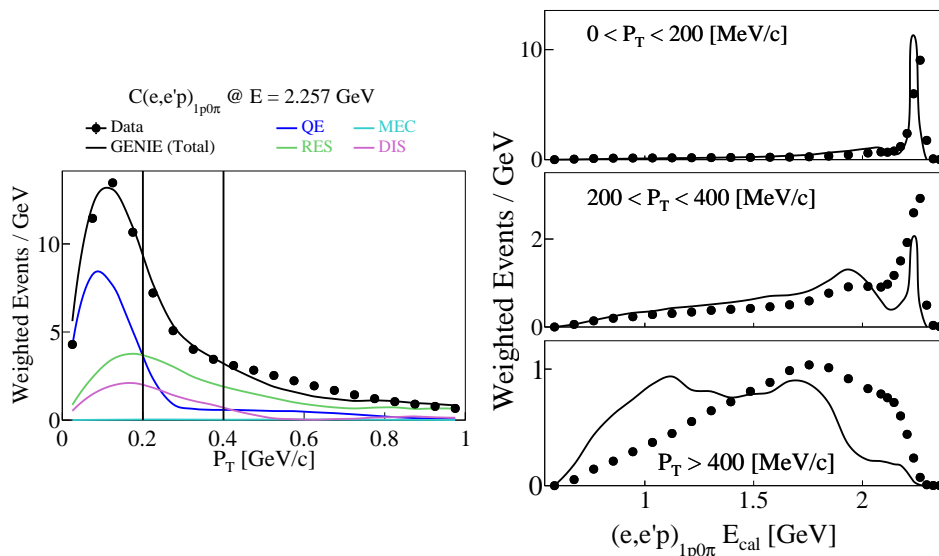 C(e,e'p)1p0π @ E = 2.257 GeV
Data QE MEC
GENIE (Total) RES DIS
Weighted Events / GeV
10
5
0
0 0.2 0.4 0.6 0.8 1
PT [GeV/c]
Weighted Events / GeV
0 < PT < 200 [MeV/c]
10
0
200 < PT < 400 [MeV/c]
2
0
1
0.5
0
PT > 400 [MeV/c]
1 1.5 2
(e,e'p)1p0π Ecal [GeV]